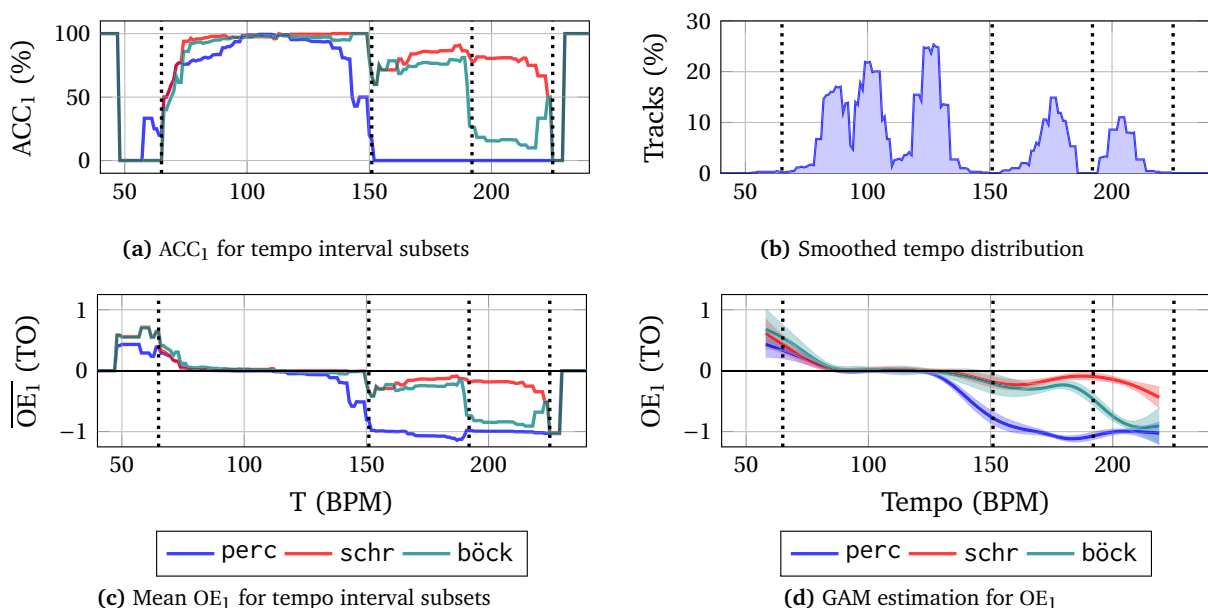 100
50
0
ACC1 (%)
50
100
150
200
(a) ACC1 for tempo interval subsets
30
20
10
0
Tracks (%)
50
100
150
200
(b) Smoothed tempo distribution
1
0
−1
OE1 (TO)
50
100
150
200
T (BPM)
perc schr böck
(c) Mean OE1 for tempo interval subsets
1
0
−1
OE1 (TO)
50
100
150
200
Tempo (BPM)
perc schr böck
(d) GAM estimation for OE1